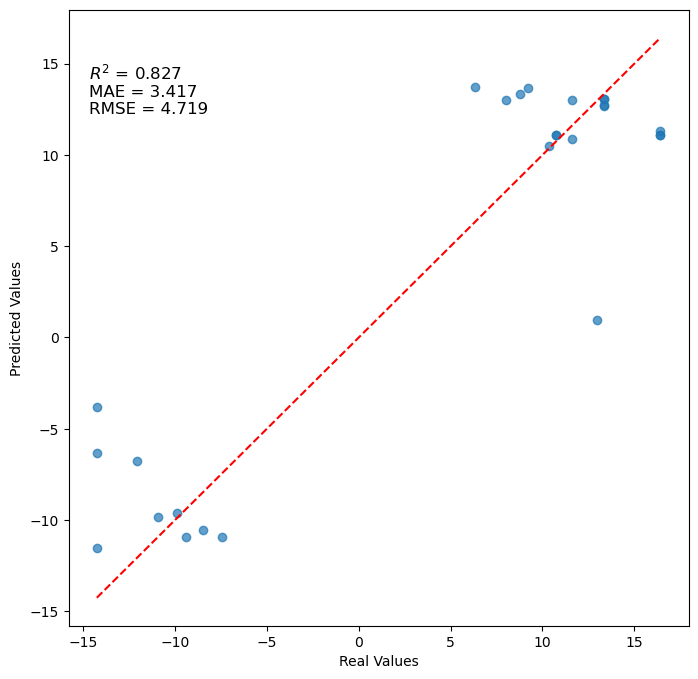 R² = 0.827
MAE = 3.417
RMSE = 4.719
15
10
5
0
−5
−10
−15
Predicted Values
−15 −10 −5 0 5 10 15
Real Values